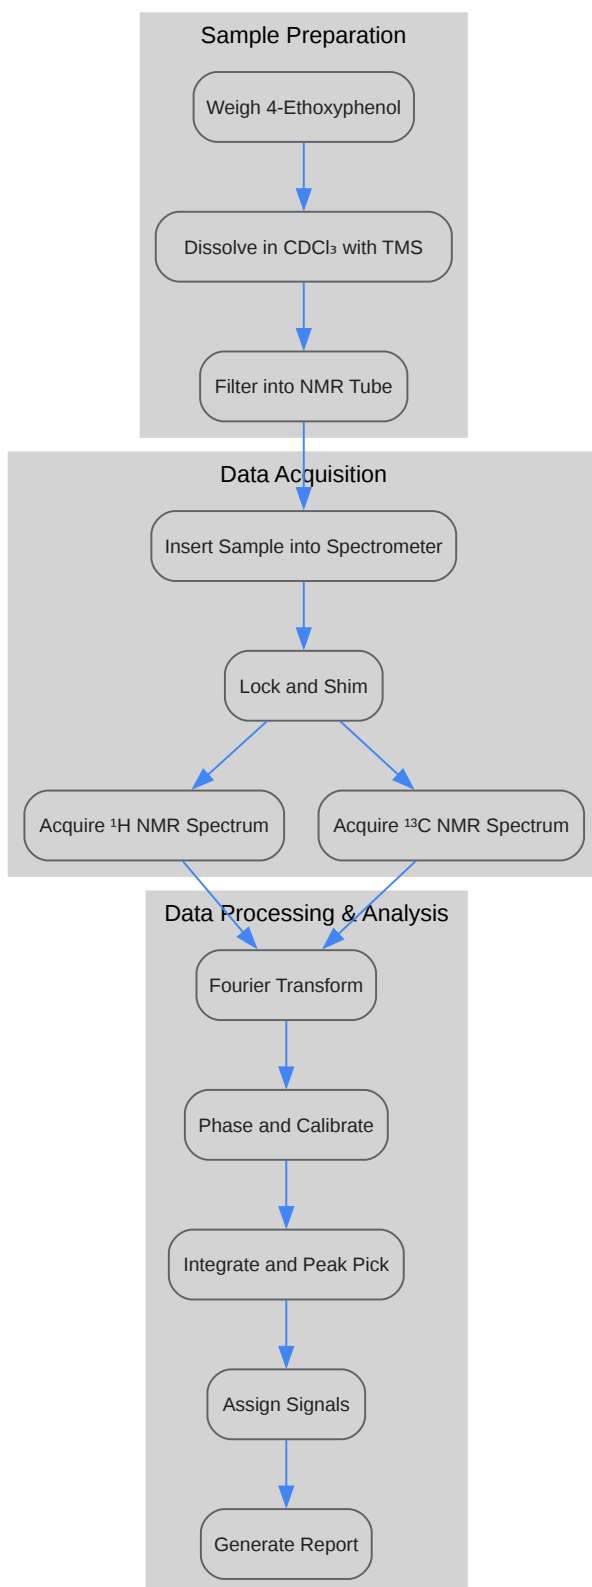 Sample Preparation
Weigh 4-Ethoxyphenol
Dissolve in CDCl₃ with TMS
Filter into NMR Tube
Data Acquisition
Insert Sample into Spectrometer
Lock and Shim
Acquire ¹H NMR Spectrum
Acquire ¹³C NMR Spectrum
Data Processing & Analysis
Fourier Transform
Phase and Calibrate
Integrate and Peak Pick
Assign Signals
Generate Report